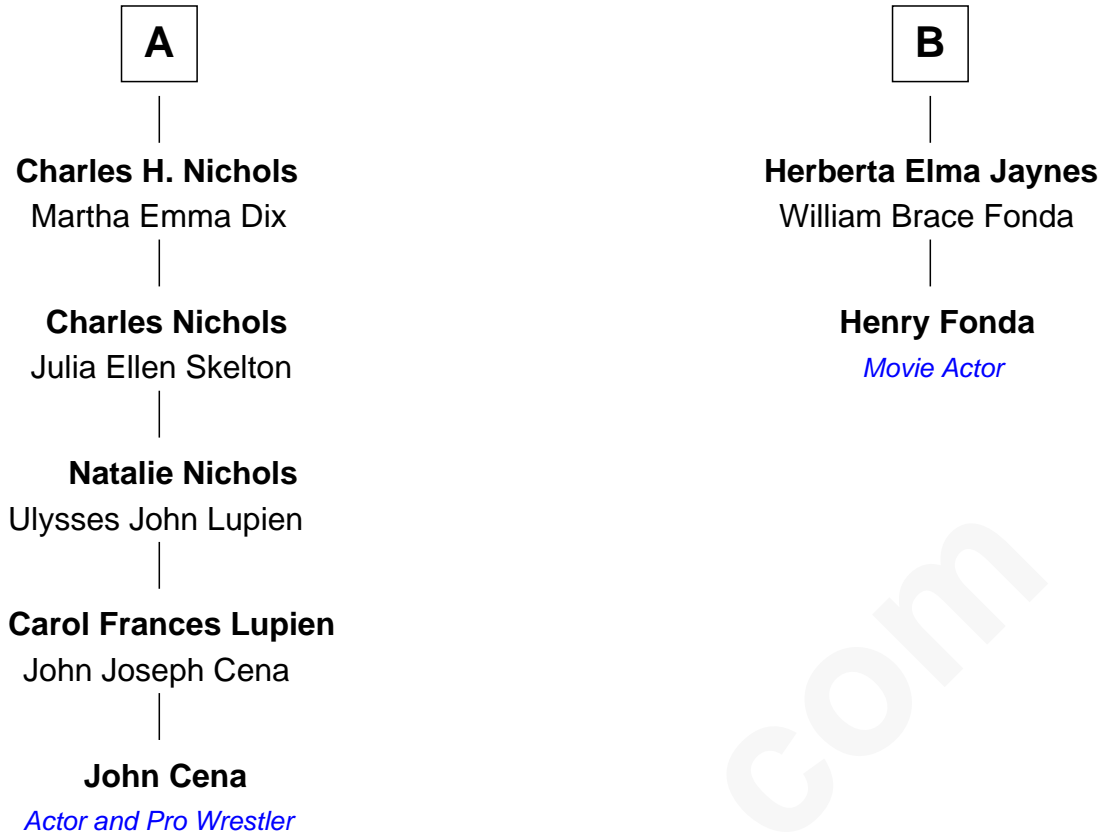 A
Charles H. Nichols
Martha Emma Dix
Charles Nichols
Julia Ellen Skelton
Natalie Nichols
Ulysses John Lupien
Carol Frances Lupien
John Joseph Cena
John Cena
Actor and Pro Wrestler
B
Herberta Elma Jaynes
William Brace Fonda
Henry Fonda
Movie Actor
com